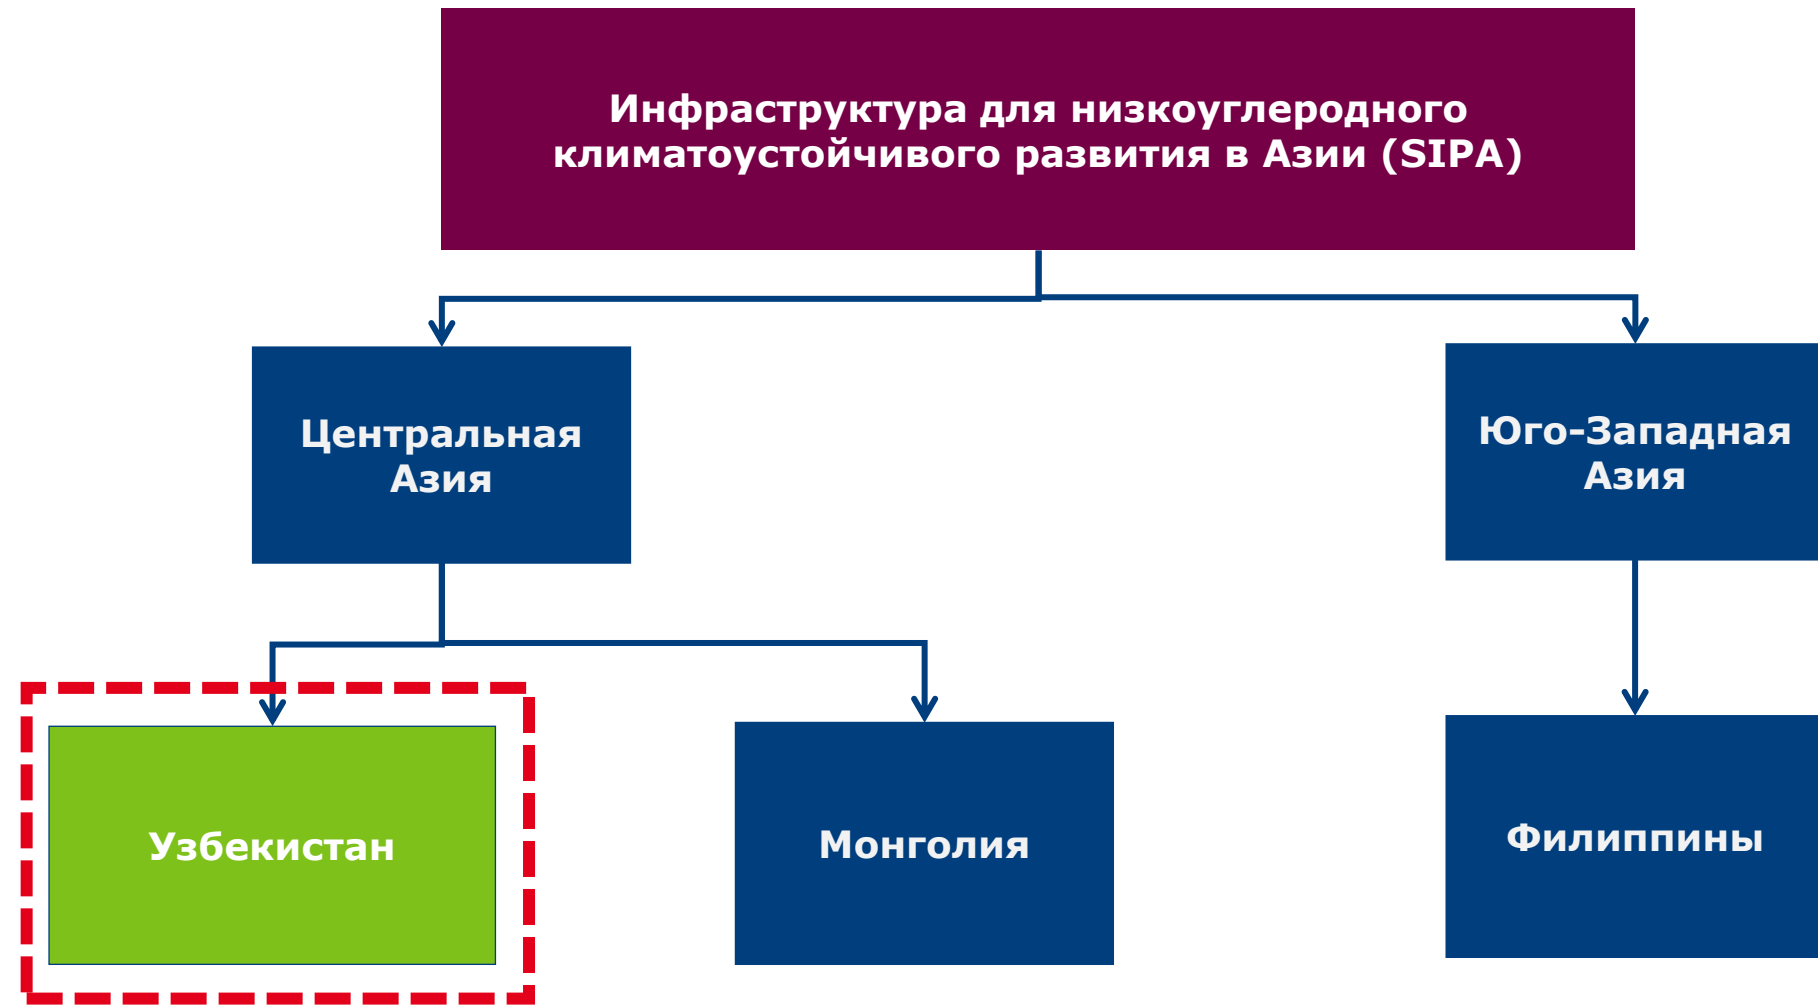 Инфраструктура для низкоуглеродного
климатоустойчивого развития в Азии (SIPA)
Центральная
Азия
Юго-Западная
Азия
Узбекистан
Монголия
Филиппины